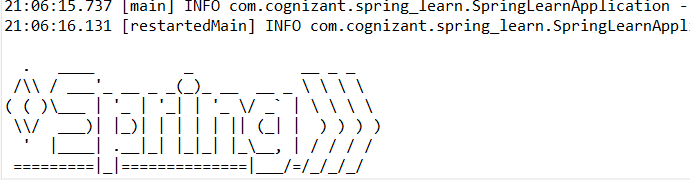 21:06:15.737 [main] INFO com.cognizant.spring_learn.SpringLearnApplication -
21:06:16.131 [restartedMain] INFO com.cognizant.spring_learn.SpringLearnAppl
  .   ____          _            __ _ _
 /\\ / ___'_ __ _ _(_)_ __  __ _ \ \ \ \
( ( )\___ | '_ | '_| | '_ \/ _` | \ \ \ \
 \\/  ___)| |_)| | | | | || (_| |  ) ) ) )
  '  |____| .__|_| |_|_| |_\__, | / / / /
 =========|_|==============|___/=/_/_/_/